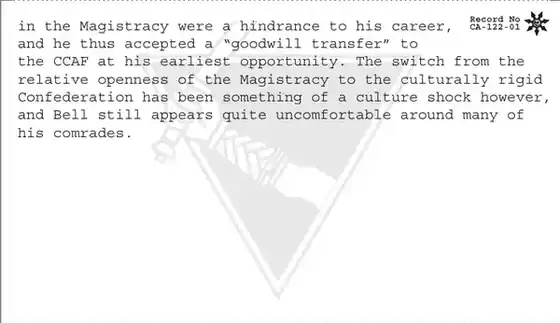 in the Magistracy were a hindrance to his career,
and he thus accepted a “goodwill transfer” to
the CCAF at his earliest opportunity. The switch from the
relative openness of the Magistracy to the culturally rigid
Confederation has been something of a culture shock however,
and Bell still appears quite uncomfortable around many of
his comrades.
Record No
CA-122-01